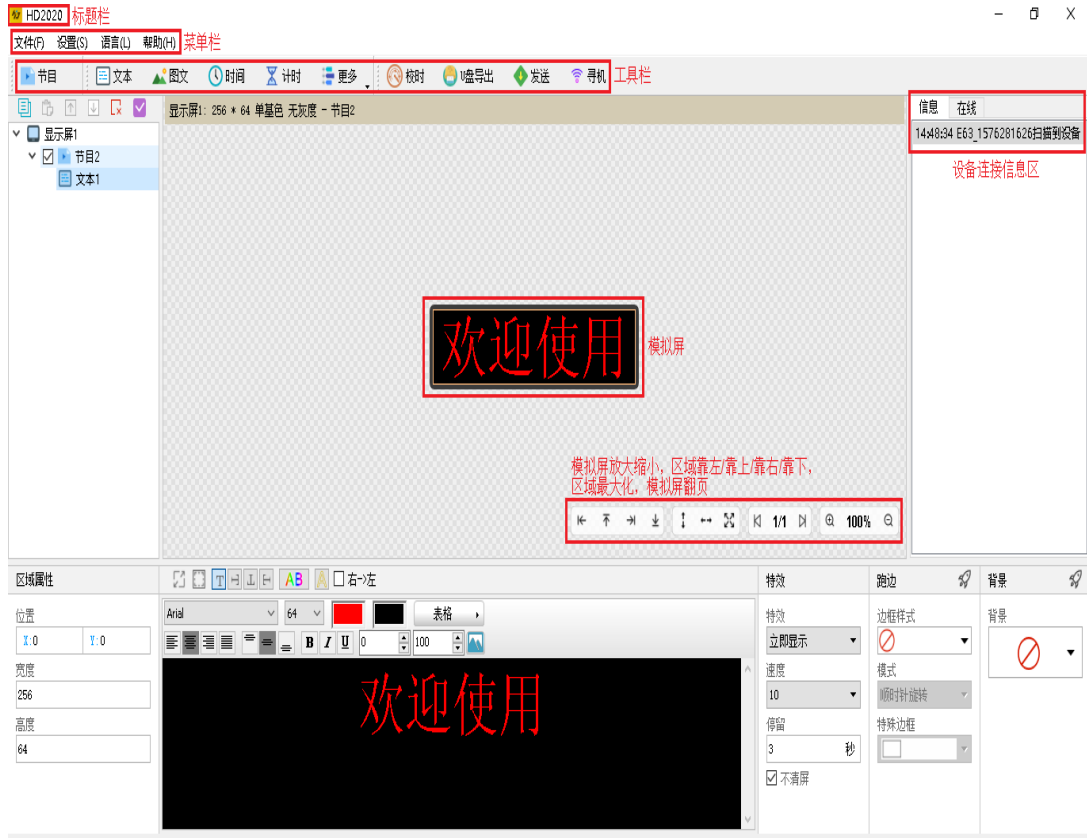 HD2020 标题栏
文件(F) 设置(S) 语言(L) 帮助(H) 菜单栏
节目 文本 图文 时间 计时 更多 校时 U盘导出 发送 寻机 工具栏
显示屏1: 256 * 64 单基色 无灰度 - 节目2
信息 在线
显示屏1
14:48:34 E63_1576281626扫描到设备
节目2
设备连接信息区
文本1
欢迎使用
模拟屏
模拟屏放大缩小, 区域靠左/靠上/靠右/靠下,
区域最大化, 模拟屏翻页
1/1 100%
区域属性 T AB A 右->左 特效 跑边 背景
位置 Arial 64 表格 特效 边框样式 背景
X:0 Y:0 B I U 0 100 立即显示
宽度 速度 模式
256 10 顺时针旋转
欢迎使用
高度 停留 特殊边框
64 3 秒
不清屏